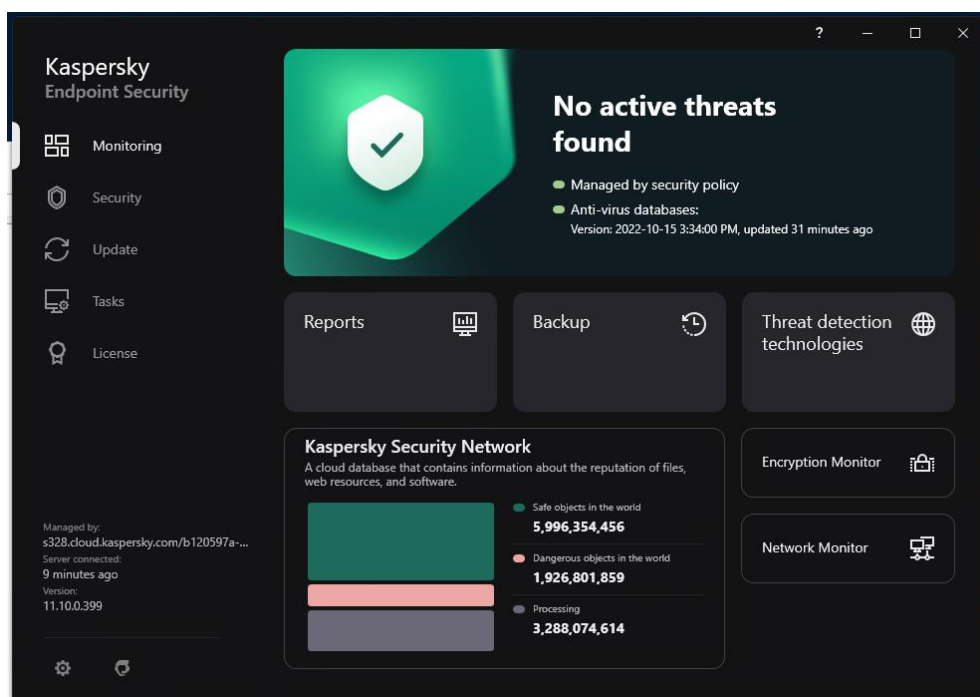 ?
Kaspersky
Endpoint Security
Monitoring
Security
Update
Tasks
License
Managed by:
s328.cloud.kaspersky.com/b120597a-...
Server connected:
9 minutes ago
Version:
11.10.0.399
No active threats
found
Managed by security policy
Anti-virus databases:
Version: 2022-10-15 3:34:00 PM, updated 31 minutes ago
Reports
Backup
Threat detection
technologies
Kaspersky Security Network
A cloud database that contains information about the reputation of files,
web resources, and software.
Safe objects in the world
5,996,354,456
Dangerous objects in the world
1,926,801,859
Processing
3,288,074,614
Encryption Monitor
Network Monitor